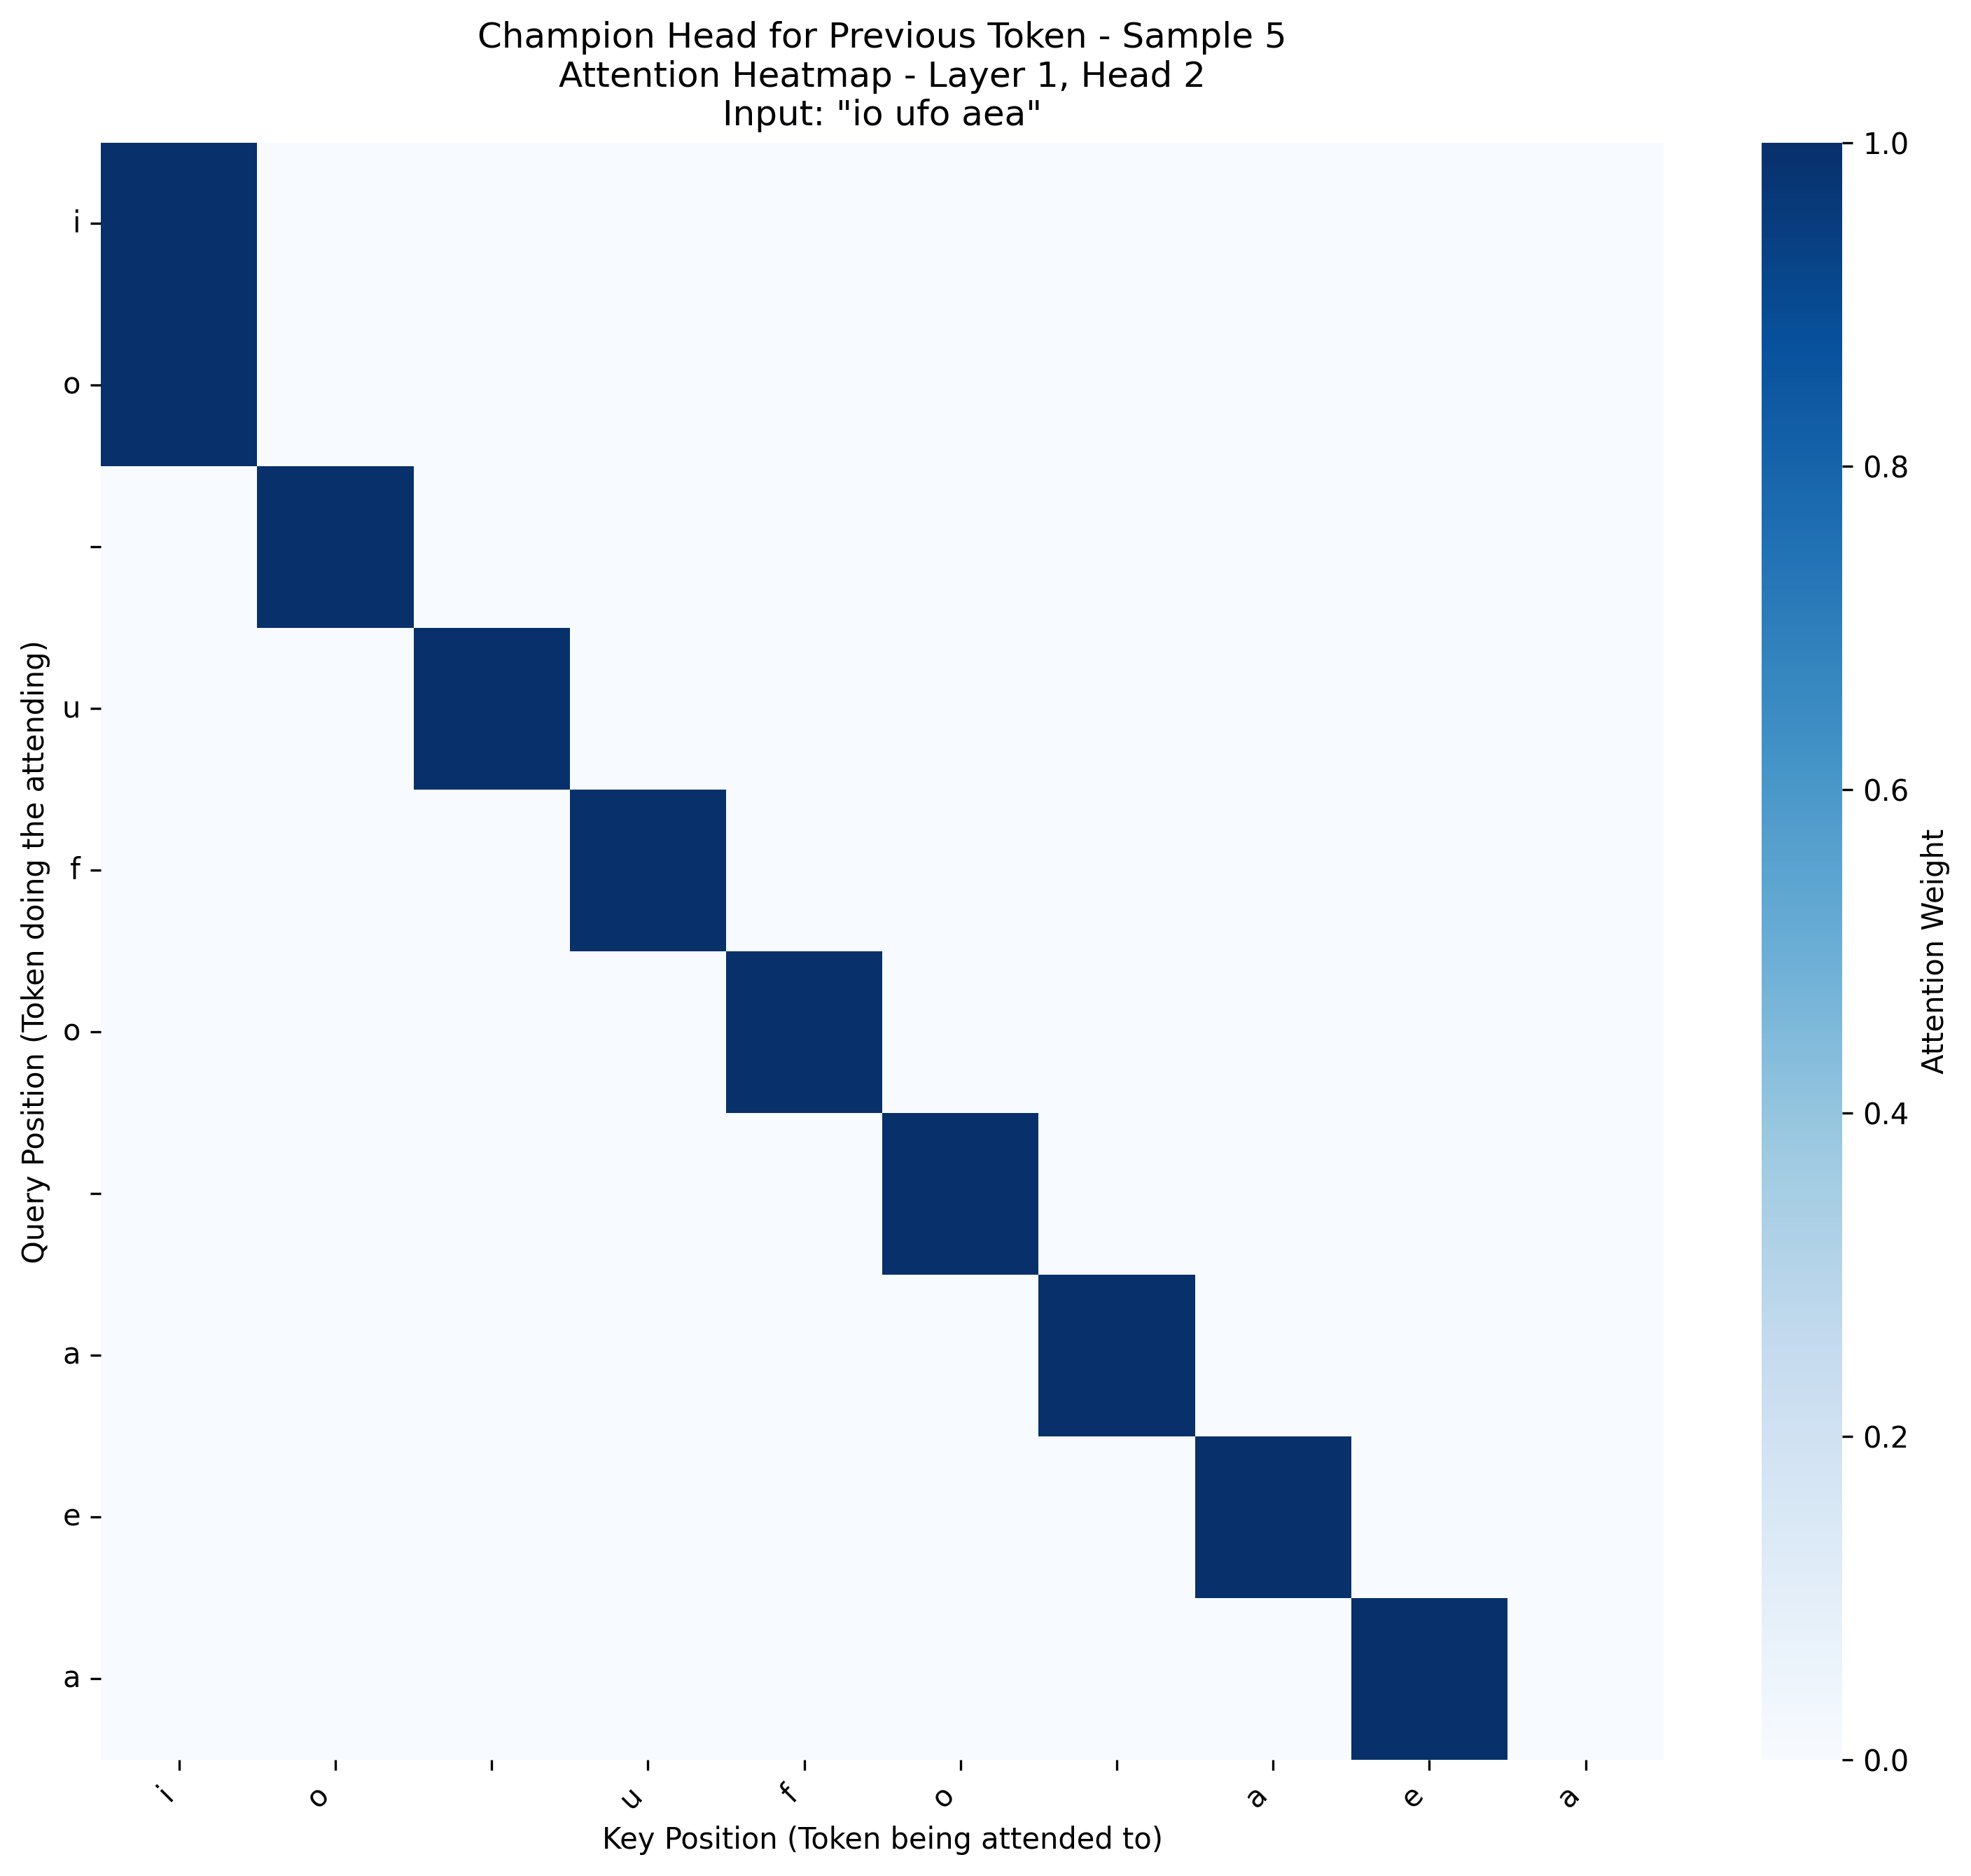 Champion Head for Previous Token - Sample 5
Attention Heatmap - Layer 1, Head 2
Input: "io ufo aea"
Query Position (Token doing the attending)
i
o
u
f
o
a
e
a
i
o
u
f
o
a
e
a
Key Position (Token being attended to)
1.0
0.8
0.6
0.4
0.2
0.0
Attention Weight